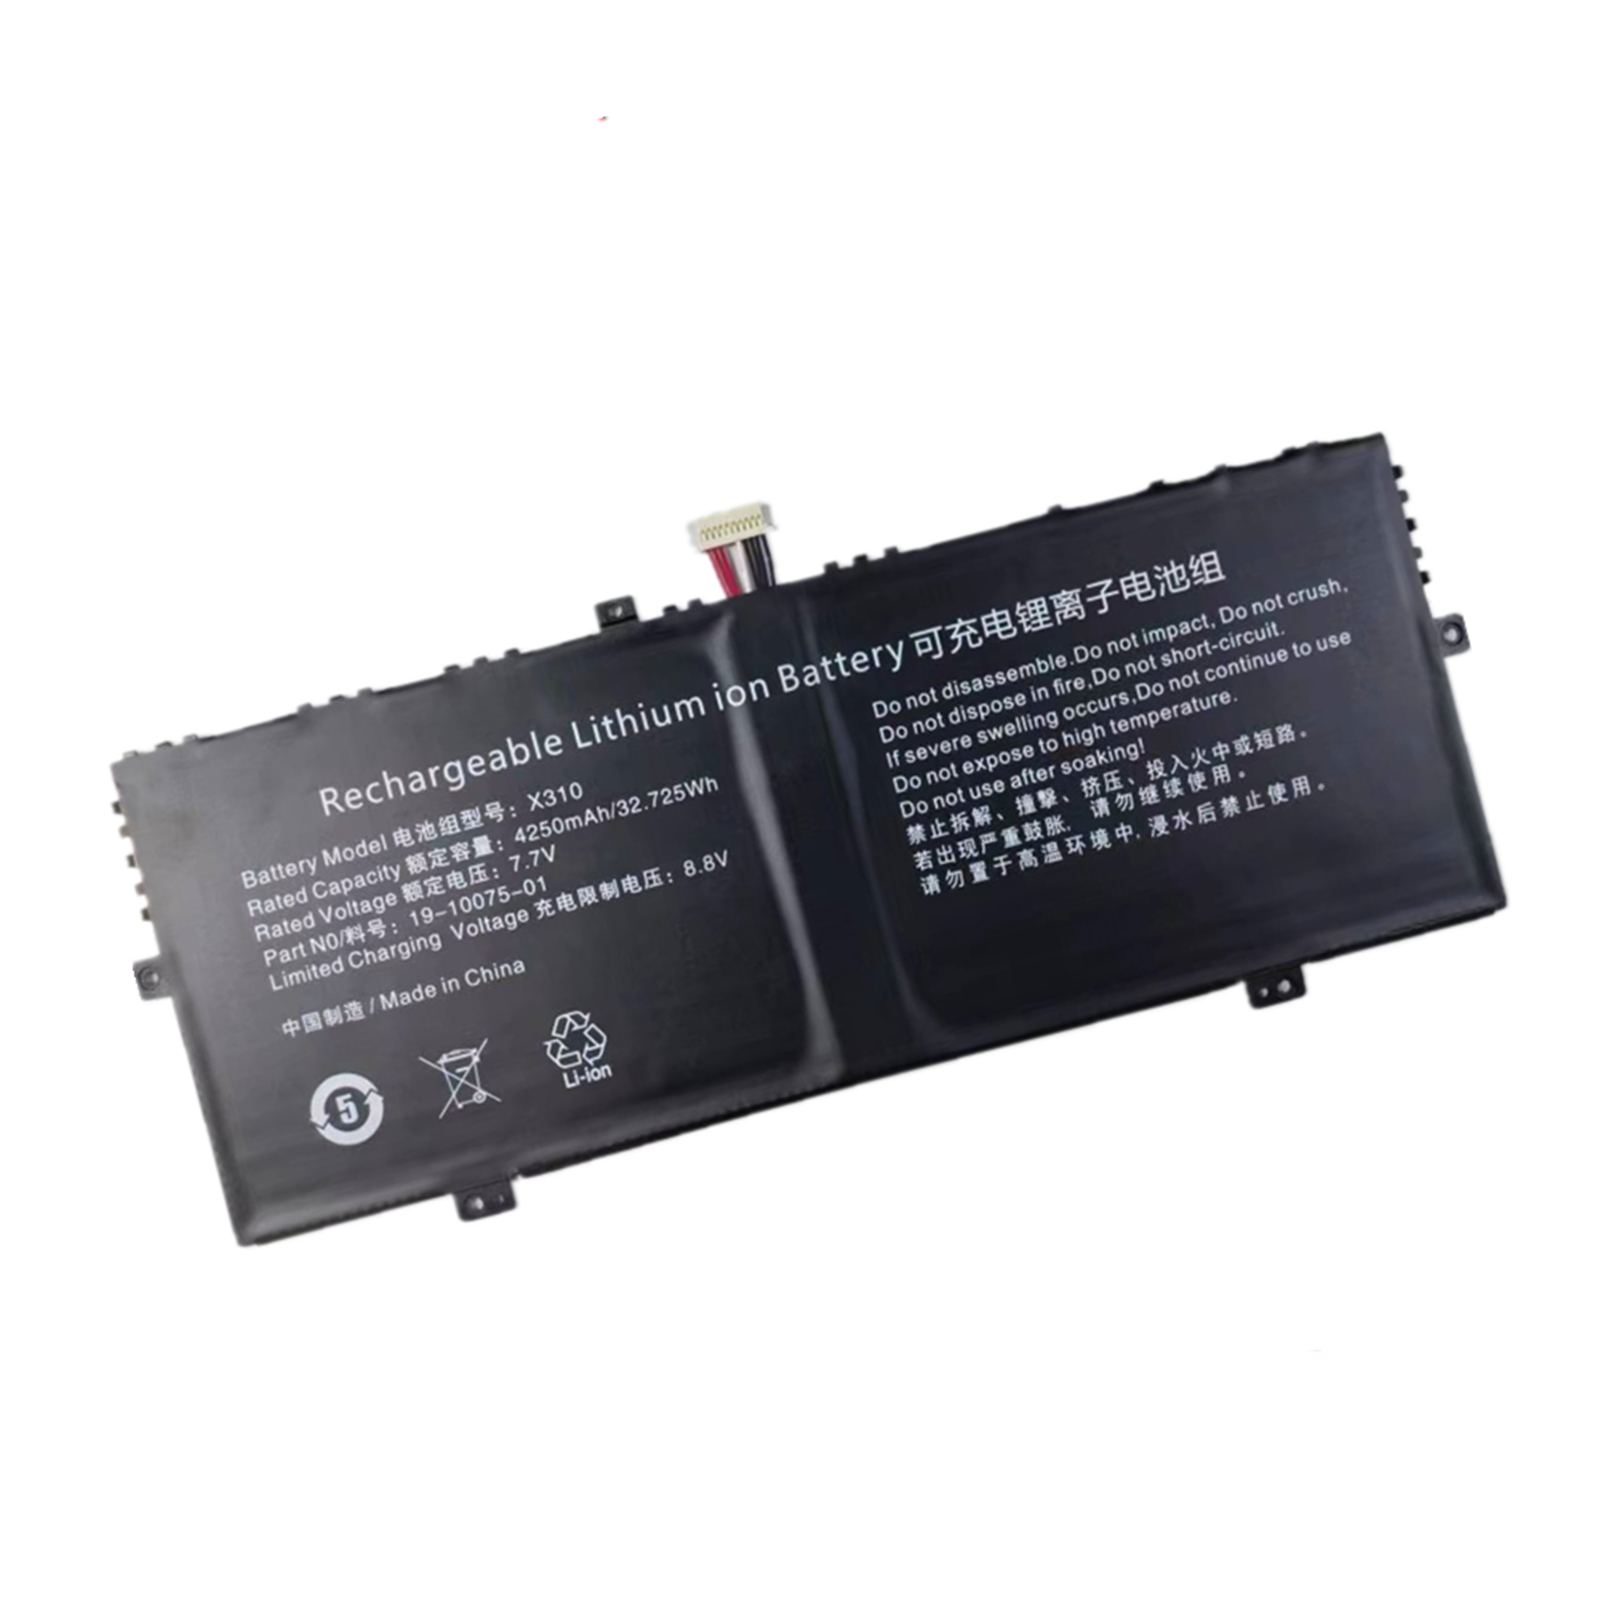 Rechargeable Lithium ion Battery 可充电锂离子电池组
Battery Model 电池组型号：X310
Rated Capacity 额定容量：4250mAh/32.725Wh
Rated Voltage 额定电压：7.7V
Part N0/料号：19-10075-01
Limited Charging Voltage 充电限制电压：8.8V
中国制造 / Made in China
5
Li-ion
Do not disassemble.Do not impact, Do not crush,
Do not dispose in fire,Do not short-circuit.
If severe swelling occurs,Do not continue to use
Do not expose to high temperature.
Do not use after soaking!
禁止拆解、撞擊、挤压、投入火中或短路。
若出现严重鼓胀，请勿继续使用。
请勿置于高温环境中，浸水后禁止使用。